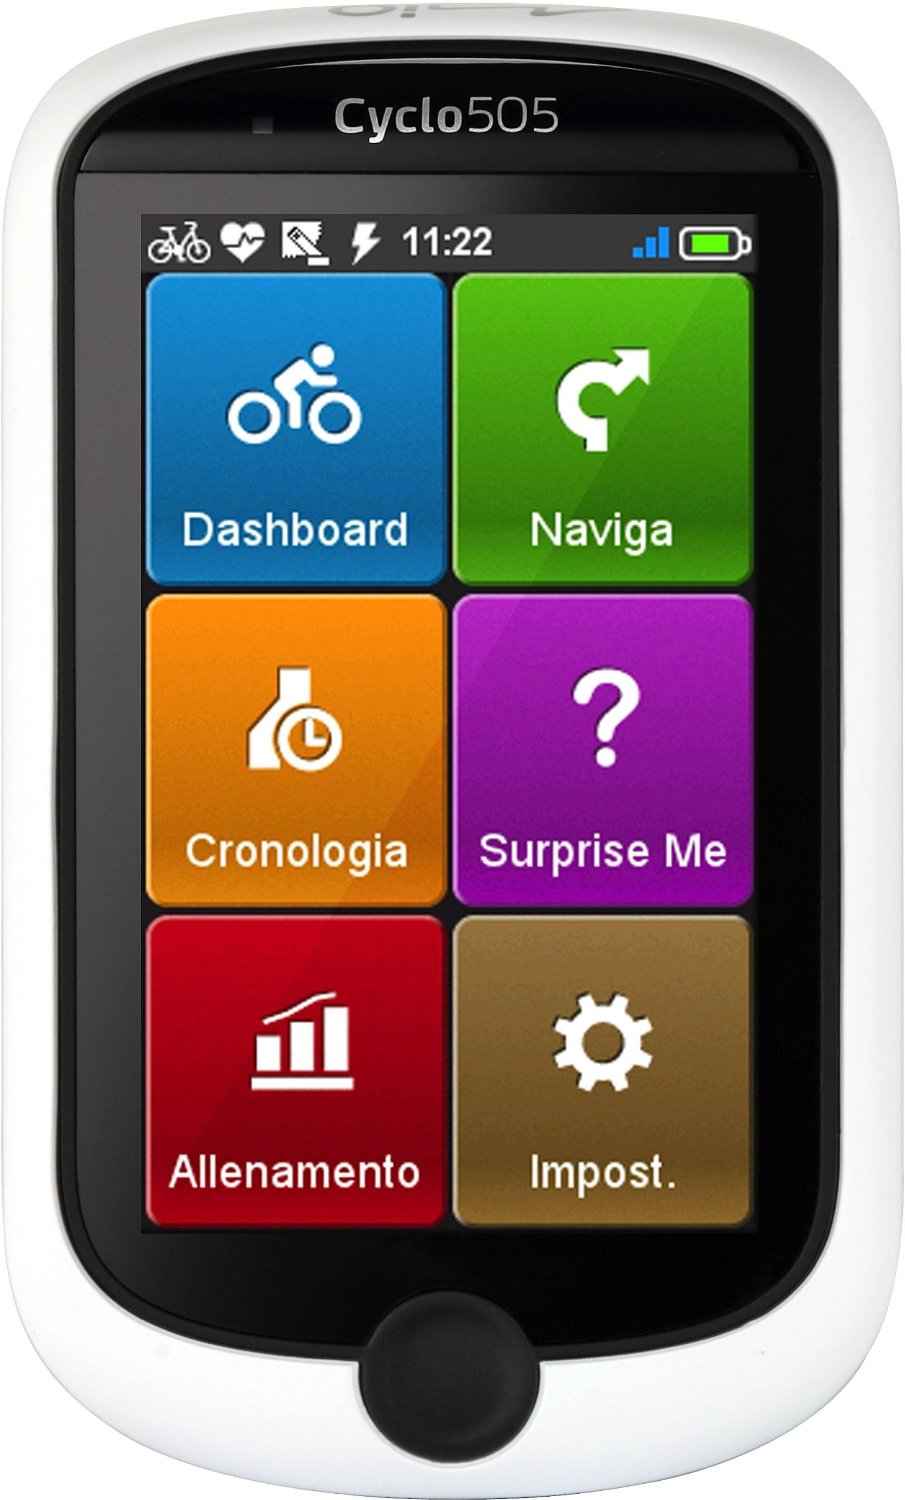 Cyclo505
11:22
Dashboard
Naviga
Cronologia
Surprise Me
Allenamento
Impost.